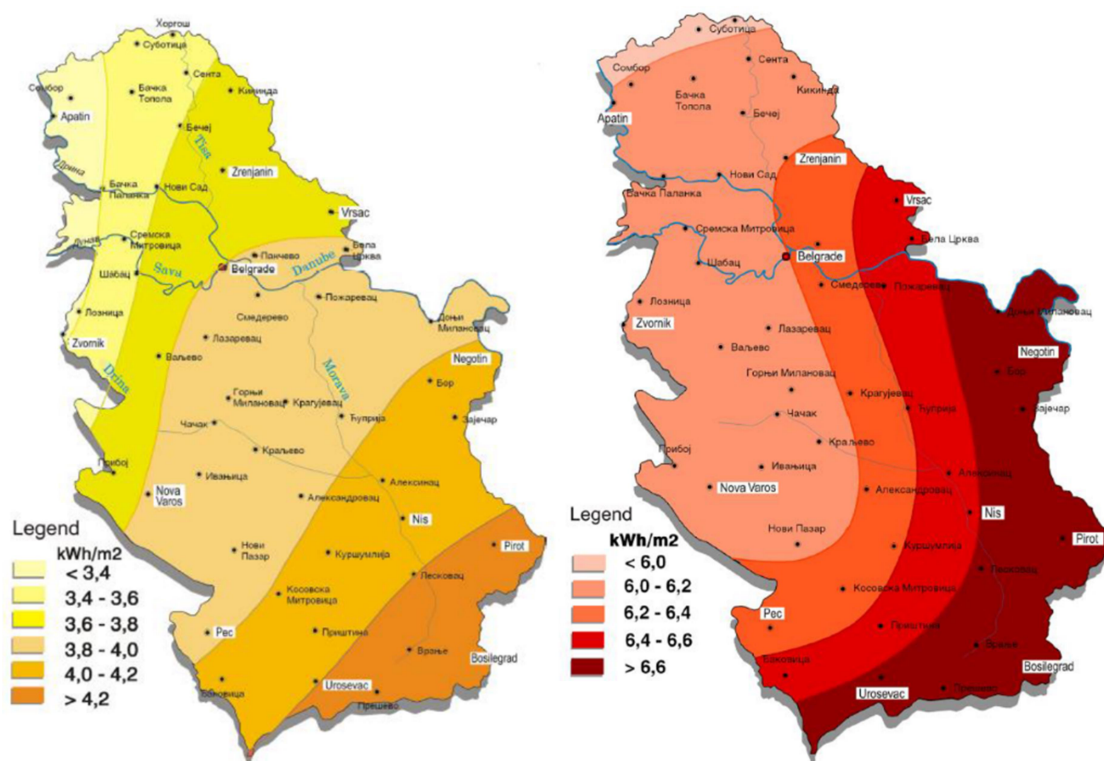 Хоргош
Суботица
Сента
Сомбор
Бачка
Топола
Кикинда
Apatin
Бечеј
Tisa
Дрина
Zrenjanin
Бачка
Паланка
Нови Сад
Vrsac
Сремска
Митровица
Дунав
Панчево
Бела
Црква
Шабац
Sava
Belgrade
Danube
Лозница
Смедерево
Пожаревац
Доњи
Милановац
Zvornik
Лазаревац
Negotin
Drina
Ваљево
Morava
Бор
Горњи
Милановац
Крагујевац
Ћуприја
Зајечар
Чачак
Краљево
Прибој
Ивањица
Алексинац
Nova
Varos
Александровац
Nis
Нови
Пазар
Куршумлија
Pirot
Лесковац
Косовска
Митровица
Pec
Приштина
Врање
Bosilegrad
Ђаковица
Urosevac
Прешево
Legend
kWh/m2
< 3,4
3,4 - 3,6
3,6 - 3,8
3,8 - 4,0
4,0 - 4,2
> 4,2
Суботица
Сента
Сомбор
Бачка
Топола
Кикинда
Apatin
Бечеј
Zrenjanin
Бачка Паланка
Нови Сад
Vrsac
Сремска Митровица
Бела Црква
Шабац
Belgrade
Лозница
Смедерево
Пожаревац
Доњи Милановац
Zvornik
Лазаревац
Ваљево
Negotin
Бор
Горњи Милановац
Крагујевац
Ћуприја
Зајечар
Чачак
Краљево
Прибој
Ивањица
Алексинац
Nova Varos
Александровац
Nis
Нови Пазар
Куршумлија
Pirot
Лесковац
Косовска Митровица
Pec
Приштина
Врање
Ђаковица
Bosilegrad
Urosevac
Прешево
Legend
kWh/m2
< 6,0
6,0 - 6,2
6,2 - 6,4
6,4 - 6,6
> 6,6